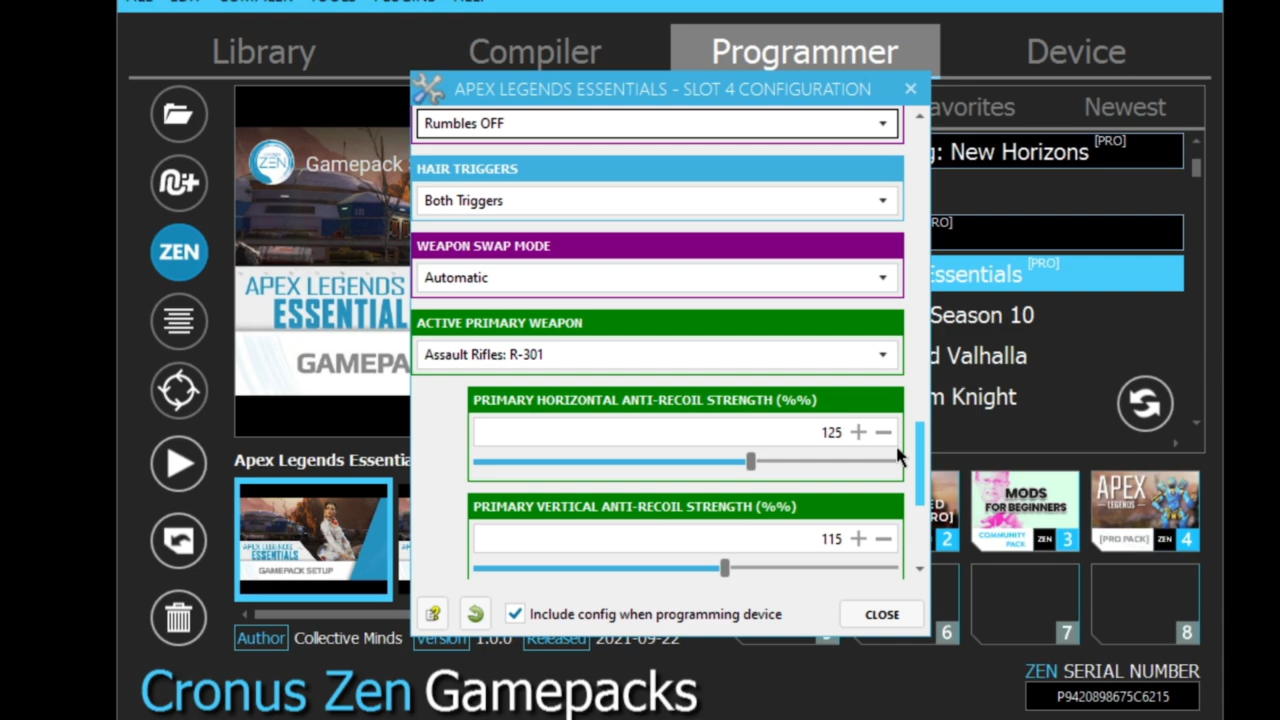 Library
Compiler
Programmer
Device
APEX LEGENDS ESSENTIALS - SLOT 4 CONFIGURATION
Rumbles OFF
HAIR TRIGGERS
Both Triggers
WEAPON SWAP MODE
Automatic
ACTIVE PRIMARY WEAPON
Assault Rifles: R-301
PRIMARY HORIZONTAL ANTI-RECOIL STRENGTH (%%)
125
PRIMARY VERTICAL ANTI-RECOIL STRENGTH (%%)
115
Include config when programming device
CLOSE
avorites
Newest
: New Horizons [PRO]
RO]
Essentials [PRO]
Season 10
d Valhalla
m Knight
ZEN
ZEN
Gamepack
APEX LEGENDS
ESSENTIAL
GAMEPA
Apex Legends Essentia
APEX LEGENDS
ESSENTIALS
GAMEPACK SETUP
2
MODS
FOR BEGINNERS
COMMUNITY
PACK
ZEN
3
APEX
LEGENDS
[PRO PACK]
ZEN
4
6
7
8
Author
Collective Minds
Version
1.0.0
Released
2021-09-22
Cronus Zen Gamepacks
ZEN SERIAL NUMBER
P9420898675C6215